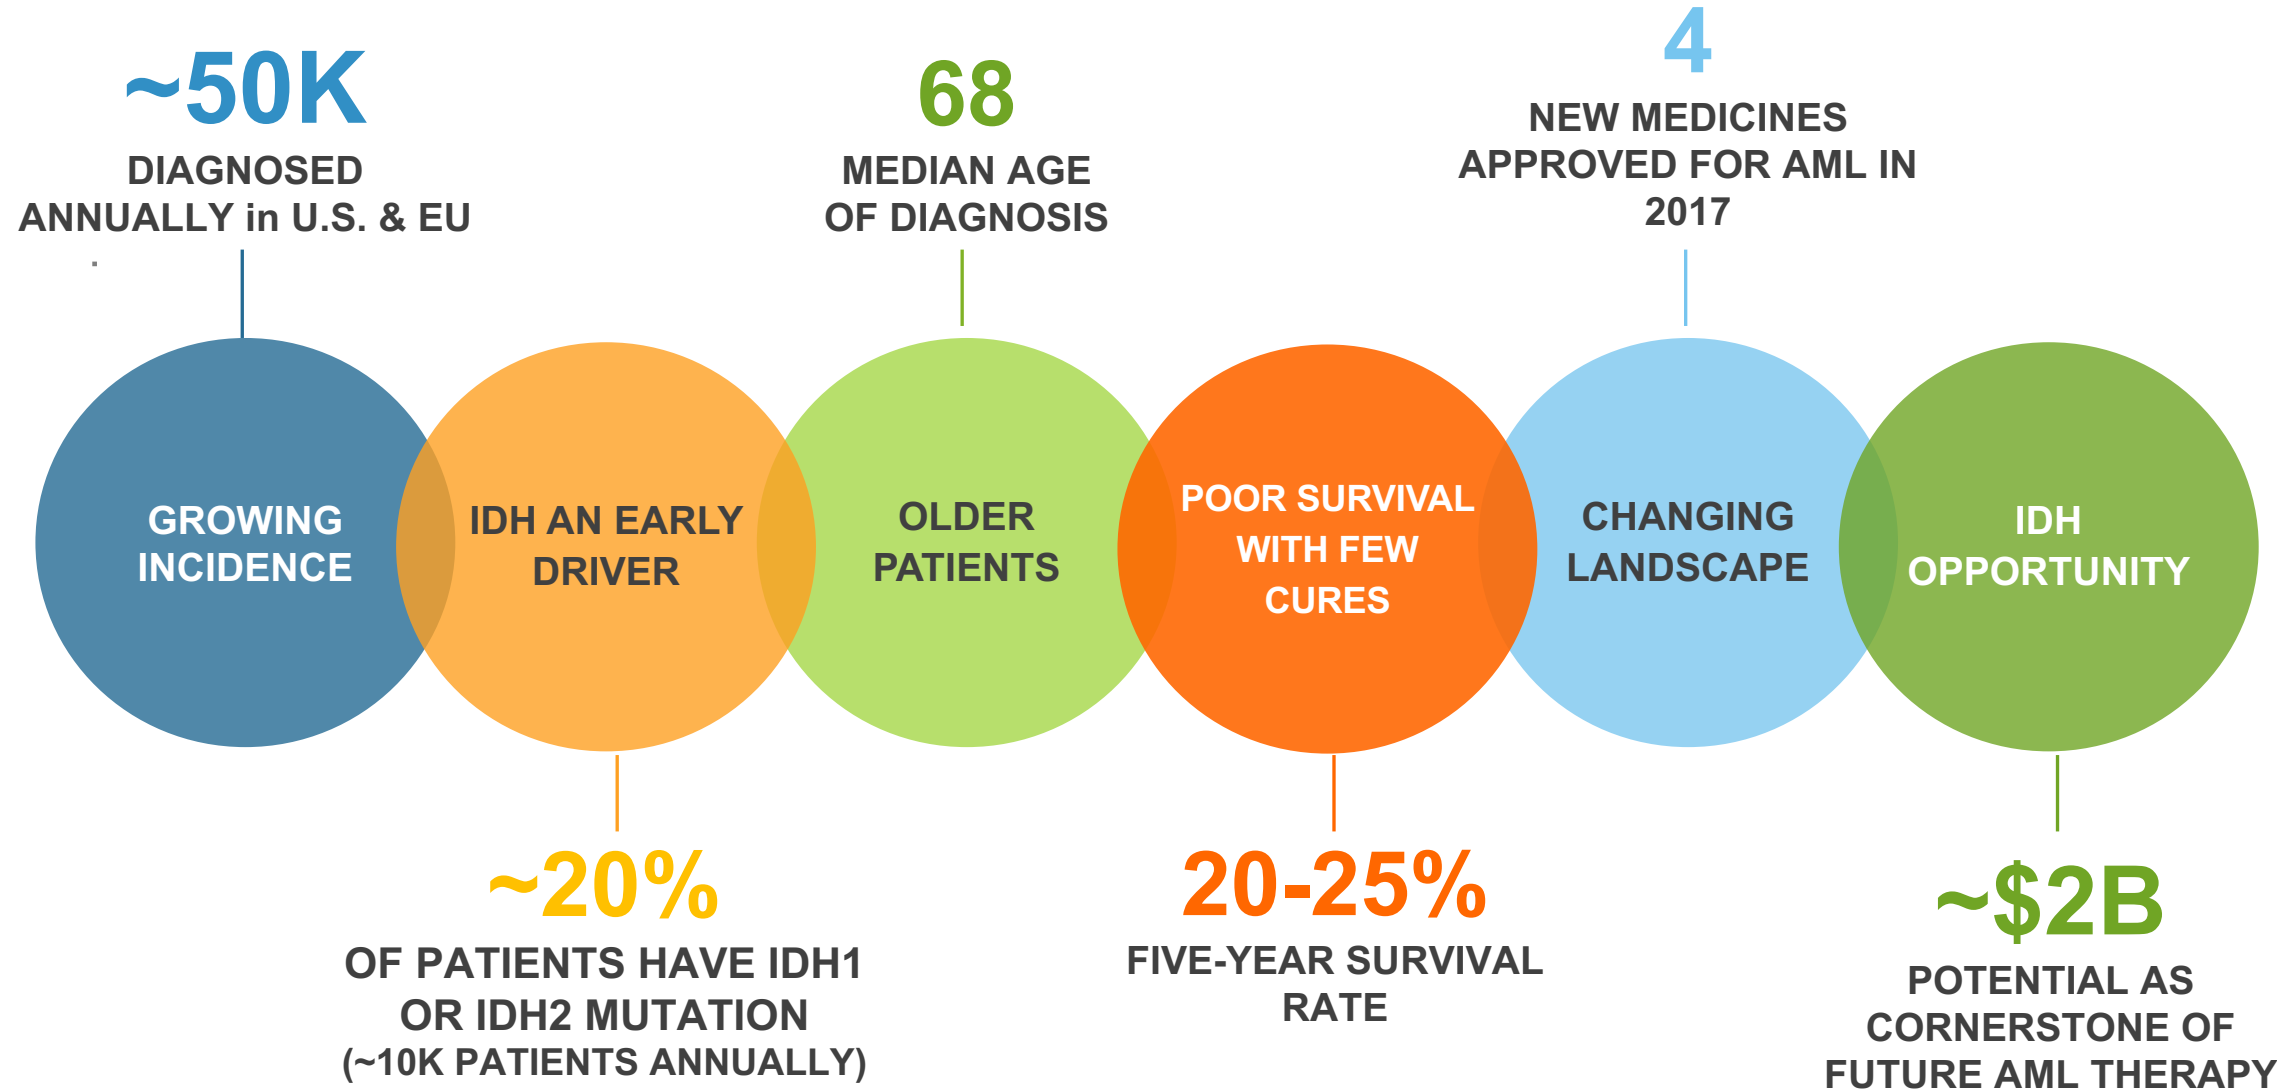 ~50K
DIAGNOSED
ANNUALLY in U.S. & EU
.
GROWING
INCIDENCE
IDH AN EARLY
DRIVER
~20%
OF PATIENTS HAVE IDH1
OR IDH2 MUTATION
(~10K PATIENTS ANNUALLY)
68
MEDIAN AGE
OF DIAGNOSIS
OLDER
PATIENTS
POOR SURVIVAL
WITH FEW
CURES
20-25%
FIVE-YEAR SURVIVAL
RATE
4
NEW MEDICINES
APPROVED FOR AML IN
2017
CHANGING
LANDSCAPE
IDH
OPPORTUNITY
~$2B
POTENTIAL AS
CORNERSTONE OF
FUTURE AML THERAPY